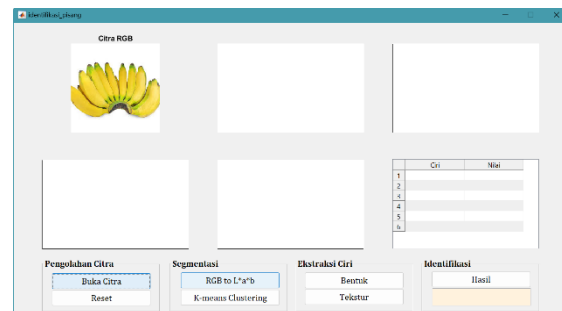 identifikasi_pisang
Citra RGB
Ciri Nilai
1
2
3
4
5
6
Pengolahan Citra
Buka Citra
Reset
Segmentasi
RGB to L*a*b
K-means Clustering
Ekstraksi Ciri
Bentuk
Tekstur
Identifikasi
Hasil